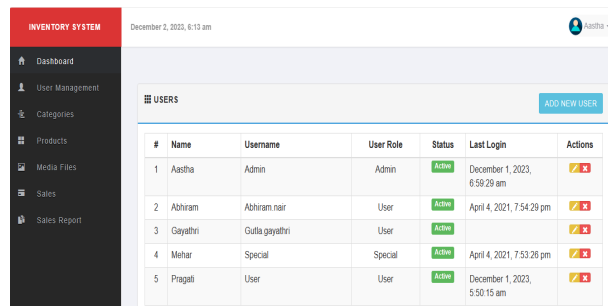 INVENTORY SYSTEM
December 2, 2023, 6:13 am
Aastha
Dashboard
User Management
Categories
Products
Media Files
Sales
Sales Report
USERS
ADD NEW USER
# Name Username User Role Status Last Login Actions
1 Aastha Admin Admin Active December 1, 2023,
6:59:29 am
2 Abhiram Abhiram.nair User Active April 4, 2021, 7:54:29 pm
3 Gayathri Gutla.gayathri User Active
4 Mehar Special Special Active April 4, 2021, 7:53:26 pm
5 Pragati User User Active December 1, 2023,
5:50:15 am